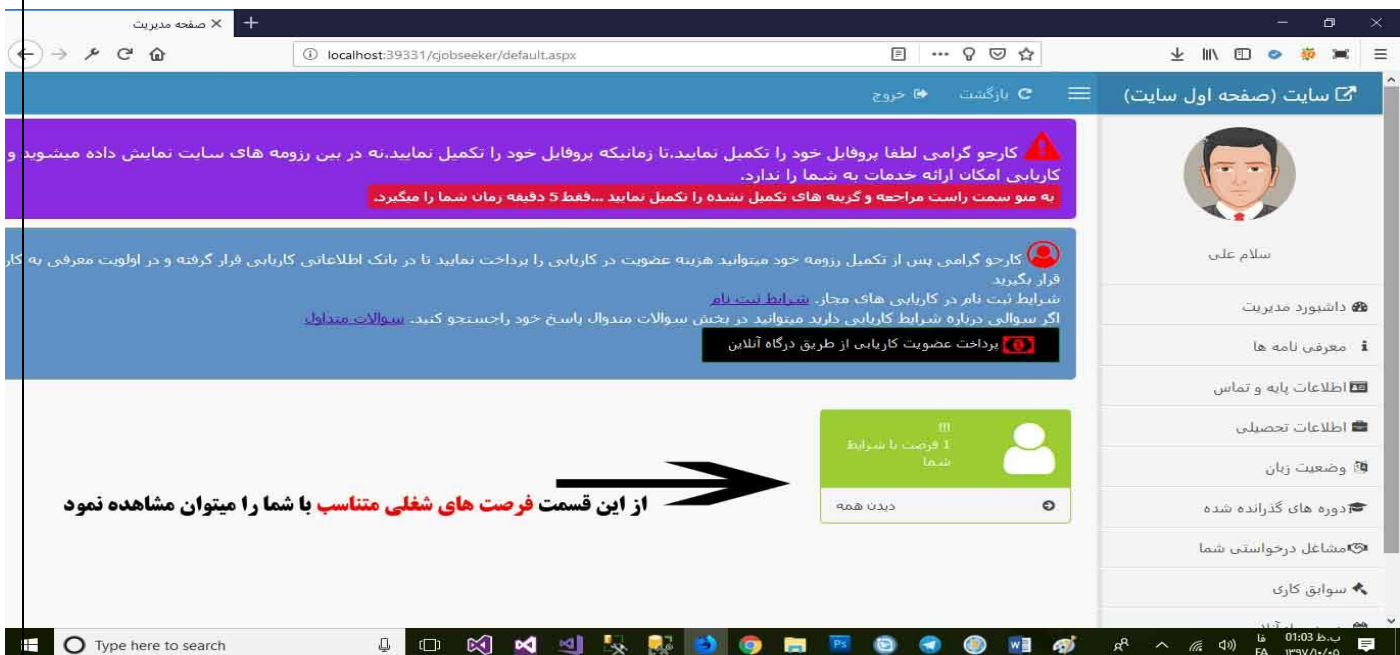 صفحه مدیریت
localhost:39331/cjobseeker/default.aspx
سایت (صفحه اول سایت)
بازگشت
خروج
کارجو گرامی لطفا پروفایل خود را تکمیل نمایید.تا زمانیکه پروفایل خود را تکمیل نمایید.نه در بین رزومه های سایت نمایش داده میشوید و
کاریابی امکان ارائه خدمات به شما را ندارد.
به منو سمت راست مراجعه و گزینه های تکمیل نشده را تکمیل نمایید ...فقط 5 دقیقه زمان شما را میگیرد.
کارجو گرامی پس از تکمیل رزومه خود میتوانید هزینه عضویت در کاریابی را پرداخت نمایید تا در بانک اطلاعاتی کاریابی قرار گرفته و در اولویت معرفی به کار
قرار بگیرید
شرایط ثبت نام در کاریابی های مجاز. شرایط ثبت نام
اگر سوالی درباره شرایط کاریابی دارید میتوانید در بخش سوالات متدوال پاسخ خود راجستجو کنید. سوالات متداول
پرداخت عضویت کاریابی از طریق درگاه آنلاین
!!!
1 فرصت با شرایط
شما
دیدن همه
از این قسمت فرصت های شغلی متناسب با شما را میتوان مشاهده نمود
سلام علی
داشبورد مدیریت
معرفی نامه ها
اطلاعات پایه و تماس
اطلاعات تحصیلی
وضعیت زبان
دوره های گذرانده شده
مشاغل درخواستی شما
سوابق کاری
Type here to search
فا
FA
01:03 ب.ظ
۱۳۹۷/۱۰/۰۵